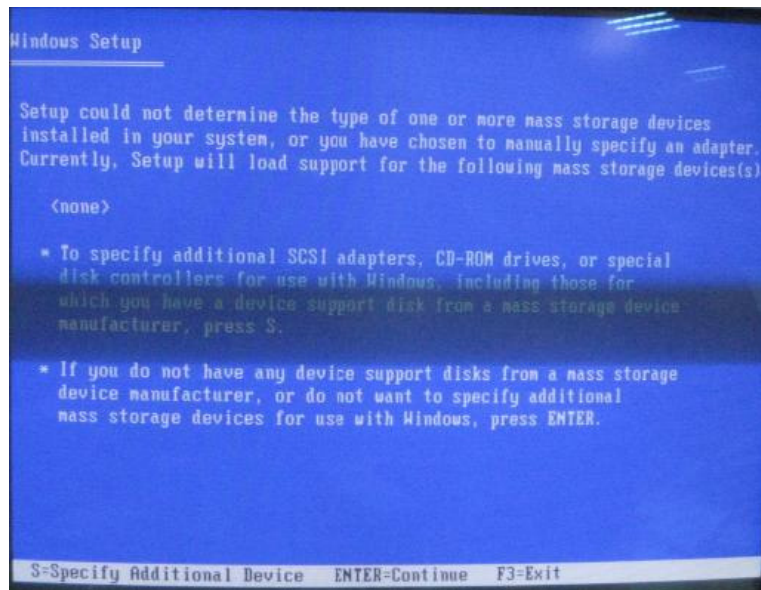 Windows Setup
Setup could not determine the type of one or more mass storage devices
installed in your system, or you have chosen to manually specify an adapter.
Currently, Setup will load support for the following mass storage devices(s)
<none>
* To specify additional SCSI adapters, CD-ROM drives, or special
disk controllers for use with Windows, including those for
which you have a device support disk from a mass storage device
manufacturer, press S.
* If you do not have any device support disks from a mass storage
device manufacturer, or do not want to specify additional
mass storage devices for use with Windows, press ENTER.
S=Specify Additional Device ENTER=Continue F3=Exit